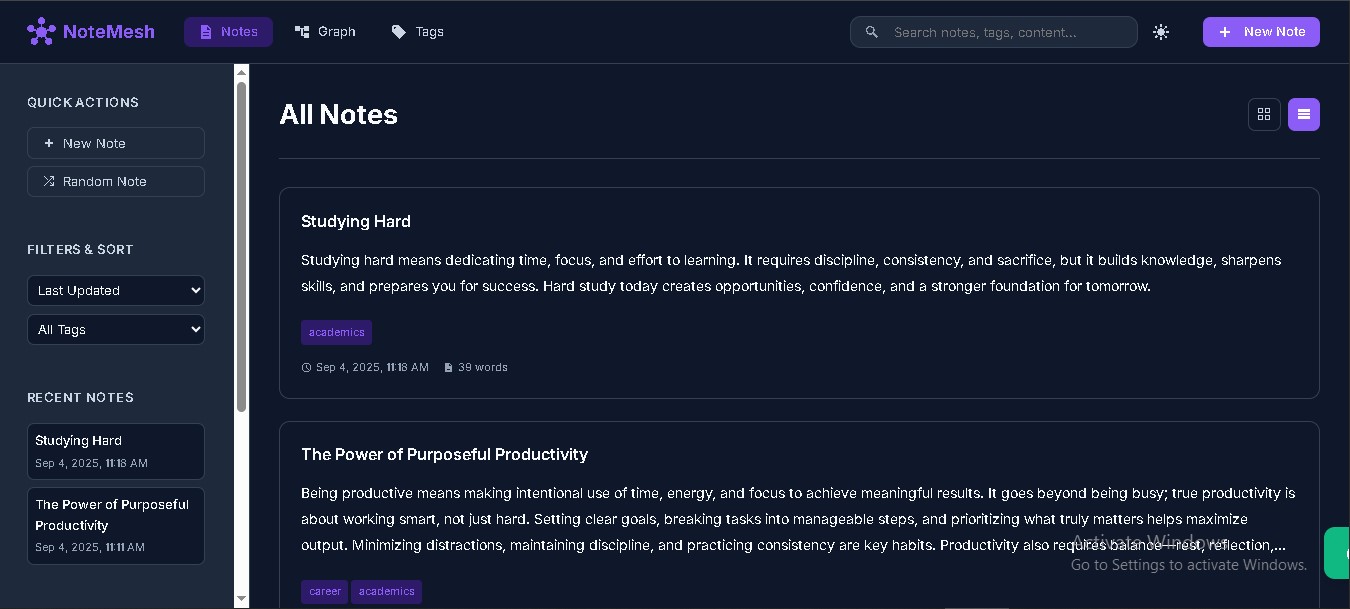 NoteMesh
Notes
Graph
Tags
Search notes, tags, content...
New Note
QUICK ACTIONS
New Note
Random Note
FILTERS & SORT
Last Updated
All Tags
RECENT NOTES
Studying Hard
Sep 4, 2025, 11:18 AM
The Power of Purposeful
Productivity
Sep 4, 2025, 11:11 AM
All Notes
Studying Hard
Studying hard means dedicating time, focus, and effort to learning. It requires discipline, consistency, and sacrifice, but it builds knowledge, sharpens
skills, and prepares you for success. Hard study today creates opportunities, confidence, and a stronger foundation for tomorrow.
academics
Sep 4, 2025, 11:18 AM
39 words
The Power of Purposeful Productivity
Being productive means making intentional use of time, energy, and focus to achieve meaningful results. It goes beyond being busy; true productivity is
about working smart, not just hard. Setting clear goals, breaking tasks into manageable steps, and prioritizing what truly matters helps maximize
output. Minimizing distractions, maintaining discipline, and practicing consistency are key habits. Productivity also requires balance—rest, reflection,...
career
academics
Activate Windows
Go to Settings to activate Windows.